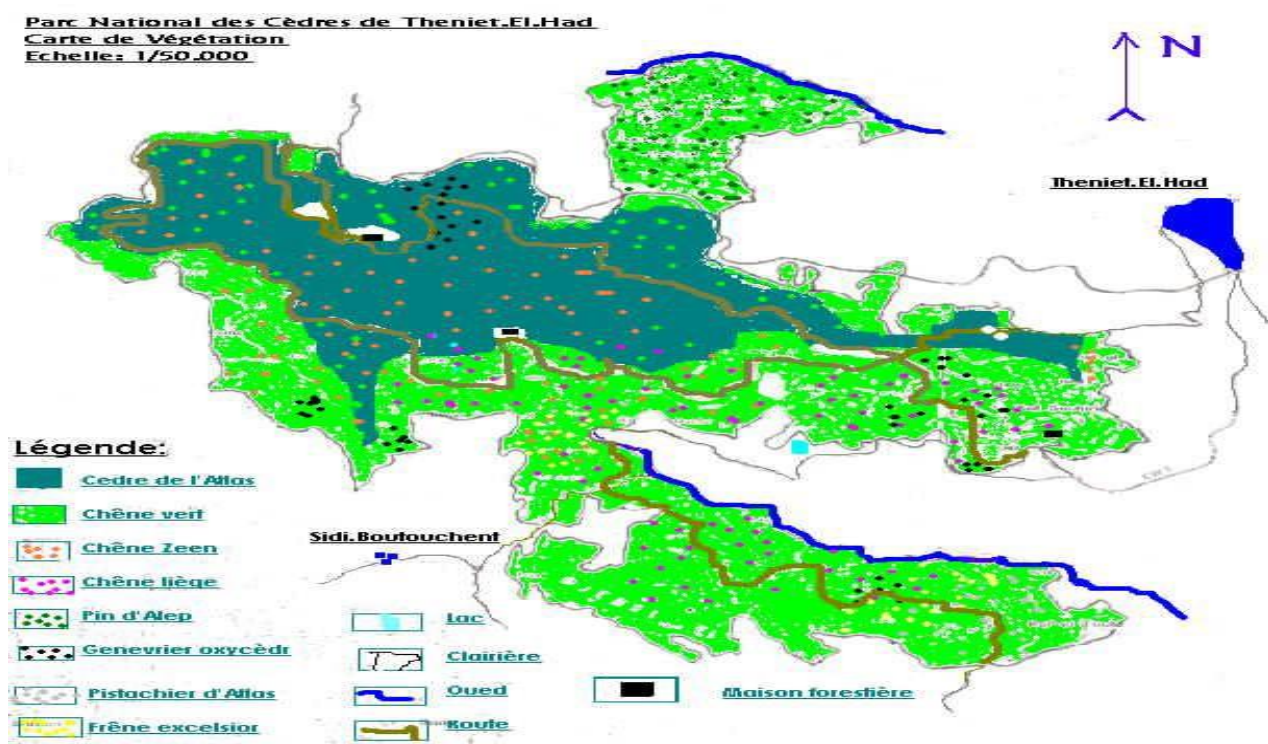 Parc National des Cèdres de Theniet.El.Had
Carte de Végétation
Echelle: 1/50.000
N
Theniet.El.Had
Légende:
Cedre de l'Atlas
Chêne vert
Chêne Zeen
Chêne liège
Pin d'Alep
Genevrier oxycèdr
Pistachier d'Atlas
Frêne excelsior
Sidi.Boutouchent
Lac
Clairière
Oued
Route
Maison forestière